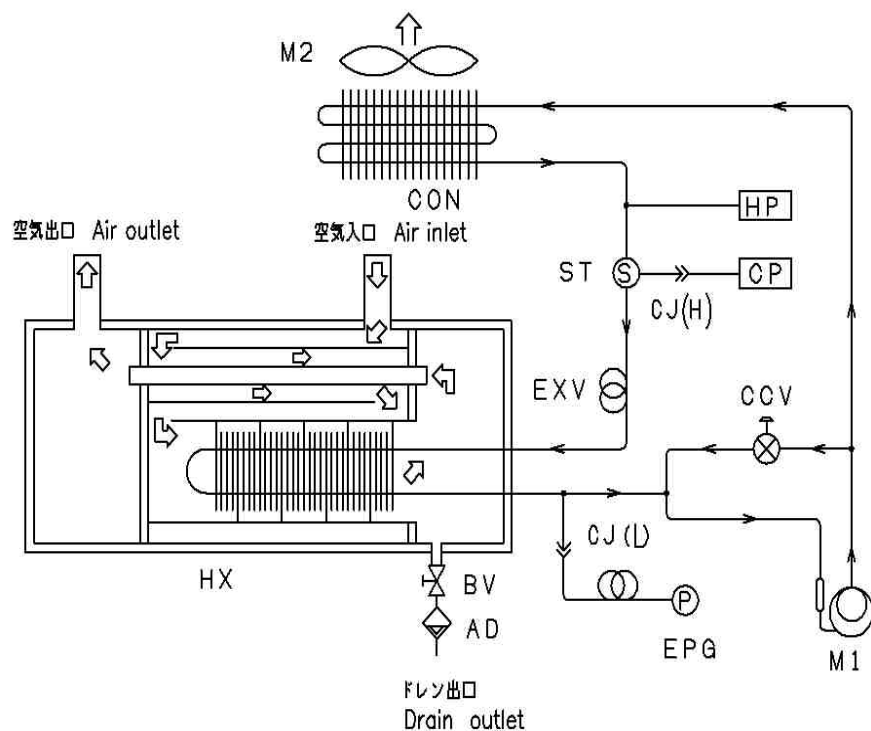 M2
CON
HP
空気出口 Air outlet
空気入口 Air inlet
ST
S
CP
CJ(H)
EXV
CCV
CJ(L)
HX
BV
P
AD
EPG
M1
ドレン出口
Drain outlet